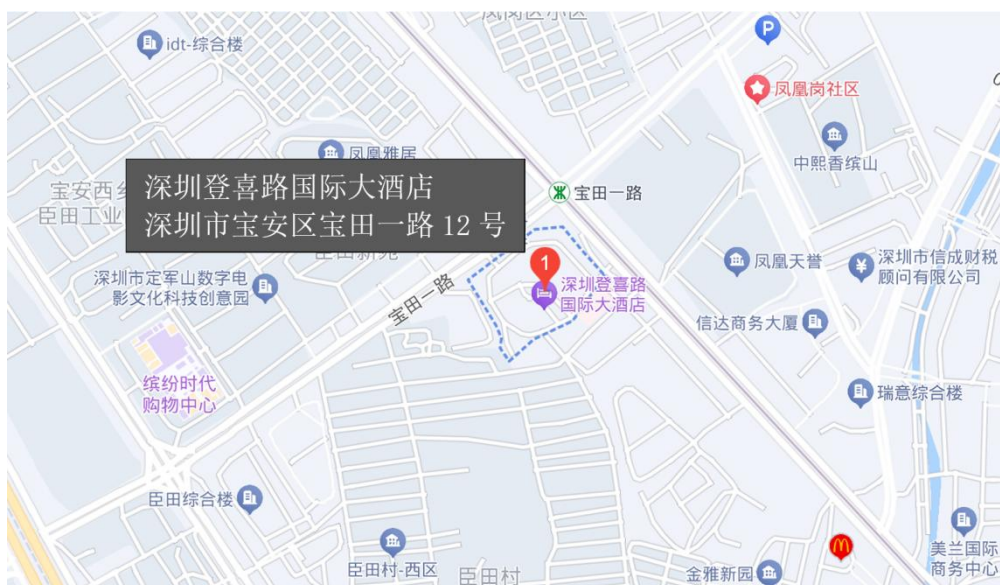 idt-综合楼
凤凰岗社区
中熙香缤山
凤凰雅居
深圳登喜路国际大酒店
深圳市宝安区宝田一路 12 号
宝安西乡
臣田工业
宝田一路
凤凰天誉
深圳市信成财税
顾问有限公司
深圳市定军山数字电
影文化科技创意园
宝田一路
1
深圳登喜路
国际大酒店
信达商务大厦
缤纷时代
购物中心
瑞意综合楼
臣田综合楼
臣田村-西区
臣田村
金雅新园
美兰国际
商务中心
P